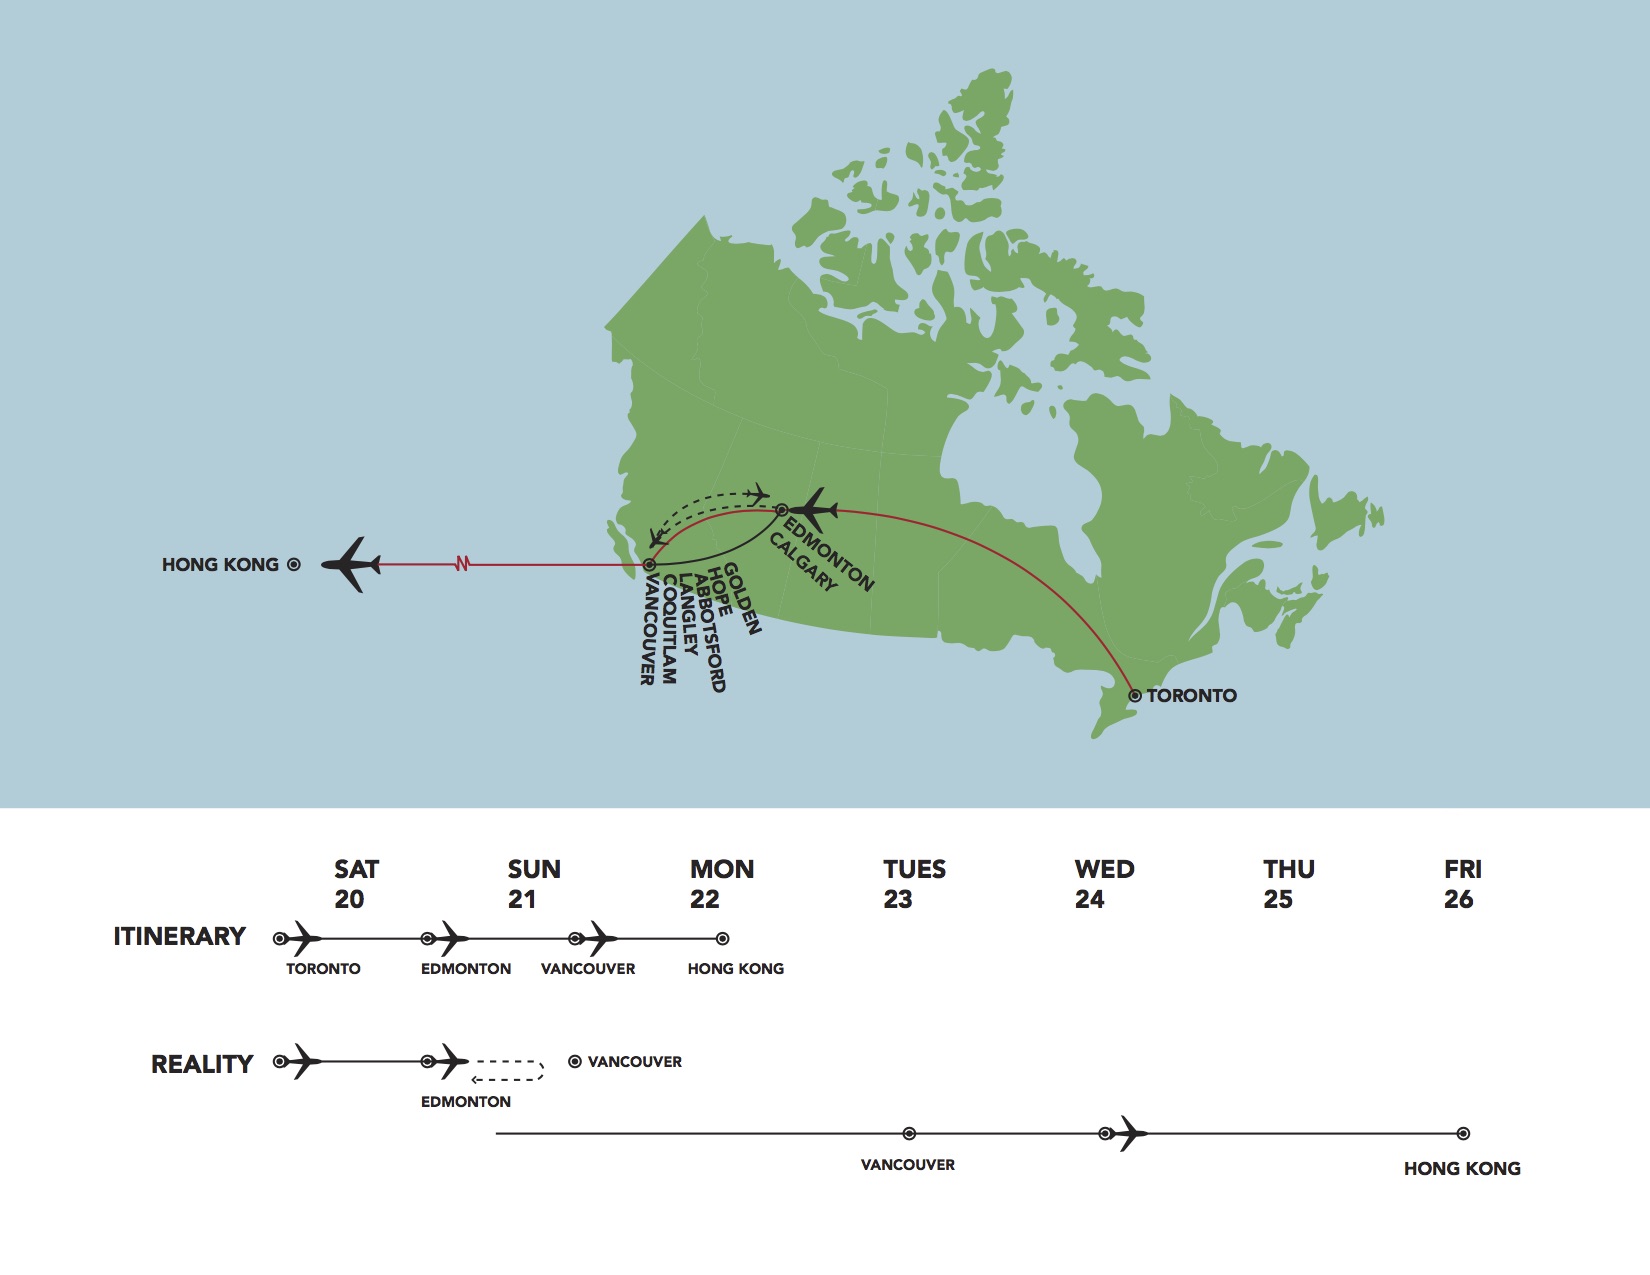 HONG KONG
EDMONTON
CALGARY
GOLDEN
HOPE
ABBOTSFORD
LANGLEY
COQUITLAM
VANCOUVER
TORONTO
SAT SUN MON TUES WED THU FRI
20 21 22 23 24 25 26
ITINERARY
TORONTO EDMONTON VANCOUVER HONG KONG
REALITY
VANCOUVER
EDMONTON
VANCOUVER HONG KONG